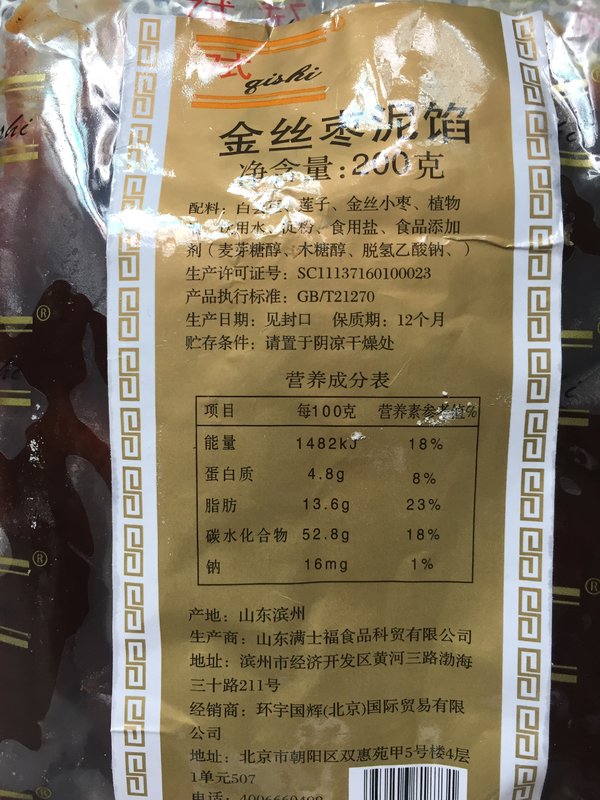 式
qishi
金丝枣泥馅
净含量:200克
配料：白芸豆、莲子、金丝小枣、植物
饮用水、淀粉、食用盐、食品添加
剂（麦芽糖醇、木糖醇、脱氢乙酸钠、）
生产许可证号：SC11137160100023
产品执行标准：GB/T21270
生产日期：见封口 保质期：12个月
贮存条件：请置于阴凉干燥处
营养成分表
项目 每100克 营养素参考值%
能量 1482kJ 18%
蛋白质 4.8g 8%
脂肪 13.6g 23%
碳水化合物 52.8g 18%
钠 16mg 1%
产地：山东滨州
生产商：山东满士福食品科贸有限公司
地址：滨州市经济开发区黄河三路渤海
三十路211号
经销商：环宇国辉(北京)国际贸易有限
公司
地址：北京市朝阳区双惠苑甲5号楼4层
1单元507
电话：4006660499